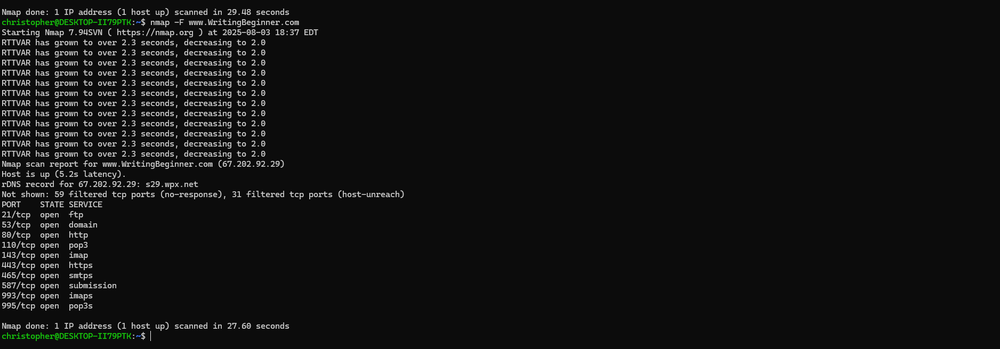 Nmap done: 1 IP address (1 host up) scanned in 29.48 seconds
christopher@DESKTOP-II79PTK:~$ nmap -F www.WritingBeginner.com
Starting Nmap 7.94SVN ( https://nmap.org ) at 2025-08-03 18:37 EDT
RTTVAR has grown to over 2.3 seconds, decreasing to 2.0
RTTVAR has grown to over 2.3 seconds, decreasing to 2.0
RTTVAR has grown to over 2.3 seconds, decreasing to 2.0
RTTVAR has grown to over 2.3 seconds, decreasing to 2.0
RTTVAR has grown to over 2.3 seconds, decreasing to 2.0
RTTVAR has grown to over 2.3 seconds, decreasing to 2.0
RTTVAR has grown to over 2.3 seconds, decreasing to 2.0
RTTVAR has grown to over 2.3 seconds, decreasing to 2.0
RTTVAR has grown to over 2.3 seconds, decreasing to 2.0
RTTVAR has grown to over 2.3 seconds, decreasing to 2.0
RTTVAR has grown to over 2.3 seconds, decreasing to 2.0
RTTVAR has grown to over 2.3 seconds, decreasing to 2.0
Nmap scan report for www.WritingBeginner.com (67.202.92.29)
Host is up (5.2s latency).
rDNS record for 67.202.92.29: s29.wpx.net
Not shown: 59 filtered tcp ports (no-response), 31 filtered tcp ports (host-unreach)
PORT    STATE SERVICE
21/tcp  open  ftp
53/tcp  open  domain
80/tcp  open  http
110/tcp open  pop3
143/tcp open  imap
443/tcp open  https
465/tcp open  smtps
587/tcp open  submission
993/tcp open  imaps
995/tcp open  pop3s
Nmap done: 1 IP address (1 host up) scanned in 27.60 seconds
christopher@DESKTOP-II79PTK:~$